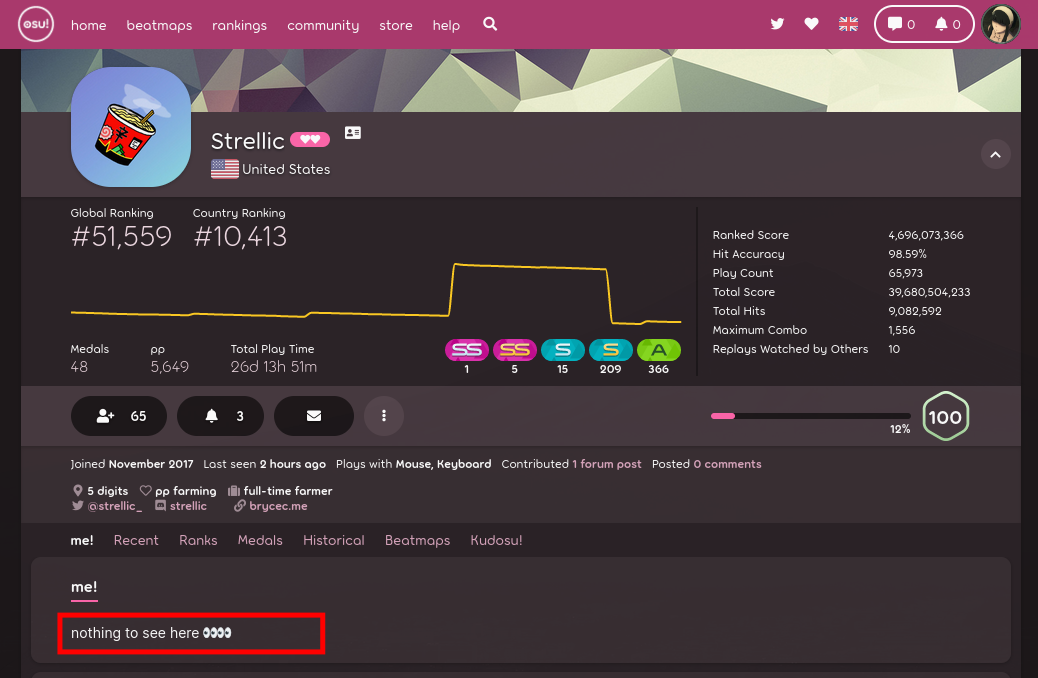 osu! home beatmaps rankings community store help 0 0
Strellic
United States
Global Ranking Country Ranking
#51,559 #10,413
Ranked Score 4,696,073,366
Hit Accuracy 98.59%
Play Count 65,973
Total Score 39,680,504,233
Total Hits 9,082,592
Maximum Combo 1,556
Replays Watched by Others 10
Medals pp Total Play Time
48 5,649 26d 13h 51m
SS SS S S A
1 5 15 209 366
65 3
12% 100
Joined November 2017 Last seen 2 hours ago Plays with Mouse, Keyboard Contributed 1 forum post Posted 0 comments
5 digits pp farming full-time farmer
@strellic_ strellic brycec.me
me! Recent Ranks Medals Historical Beatmaps Kudosu!
me!
nothing to see here 👀👀